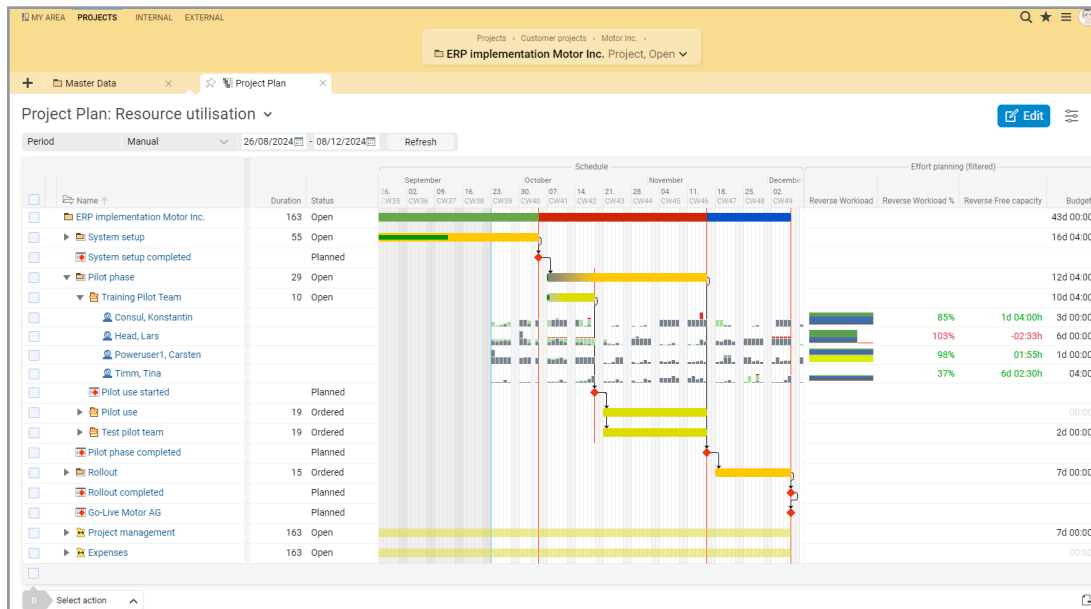 MY AREA PROJECTS INTERNAL EXTERNAL
Projects › Customer projects › Motor Inc. ›
ERP implementation Motor Inc. Project, Open
+ Master Data × Project Plan ×
Project Plan: Resource utilisation
Edit
Period Manual 26/08/2024 - 08/12/2024 Refresh
Schedule Effort planning (filtered)
September October November December
26. 02. 09. 16. 23. 30. 07. 14. 21. 28. 04. 11. 18. 25. 02.
Name Duration Status CW35 CW36 CW37 CW38 CW39 CW40 CW41 CW42 CW43 CW44 CW45 CW46 CW47 CW48 CW49 Reverse Workload Reverse Workload % Reverse Free capacity Budget
ERP implementation Motor Inc. 163 Open 43d 00:00
System setup 55 Open 16d 04:00
System setup completed Planned
Pilot phase 29 Open 12d 04:00
Training Pilot Team 10 Open 10d 04:00
Consul, Konstantin 85% 1d 04:00h 3d 00:00
Head, Lars 103% -02:33h 6d 00:00
Poweruser1, Carsten 98% 01:55h 1d 00:00
Timm, Tina 37% 6d 02:30h 04:00
Pilot use started Planned
Pilot use 19 Ordered 00:00
Test pilot team 19 Ordered 2d 00:00
Pilot phase completed Planned
Rollout 15 Ordered 7d 00:00
Rollout completed Planned
Go-Live Motor AG Planned
Project management 163 Open 7d 00:00
Expenses 163 Open 00:00
0 Select action